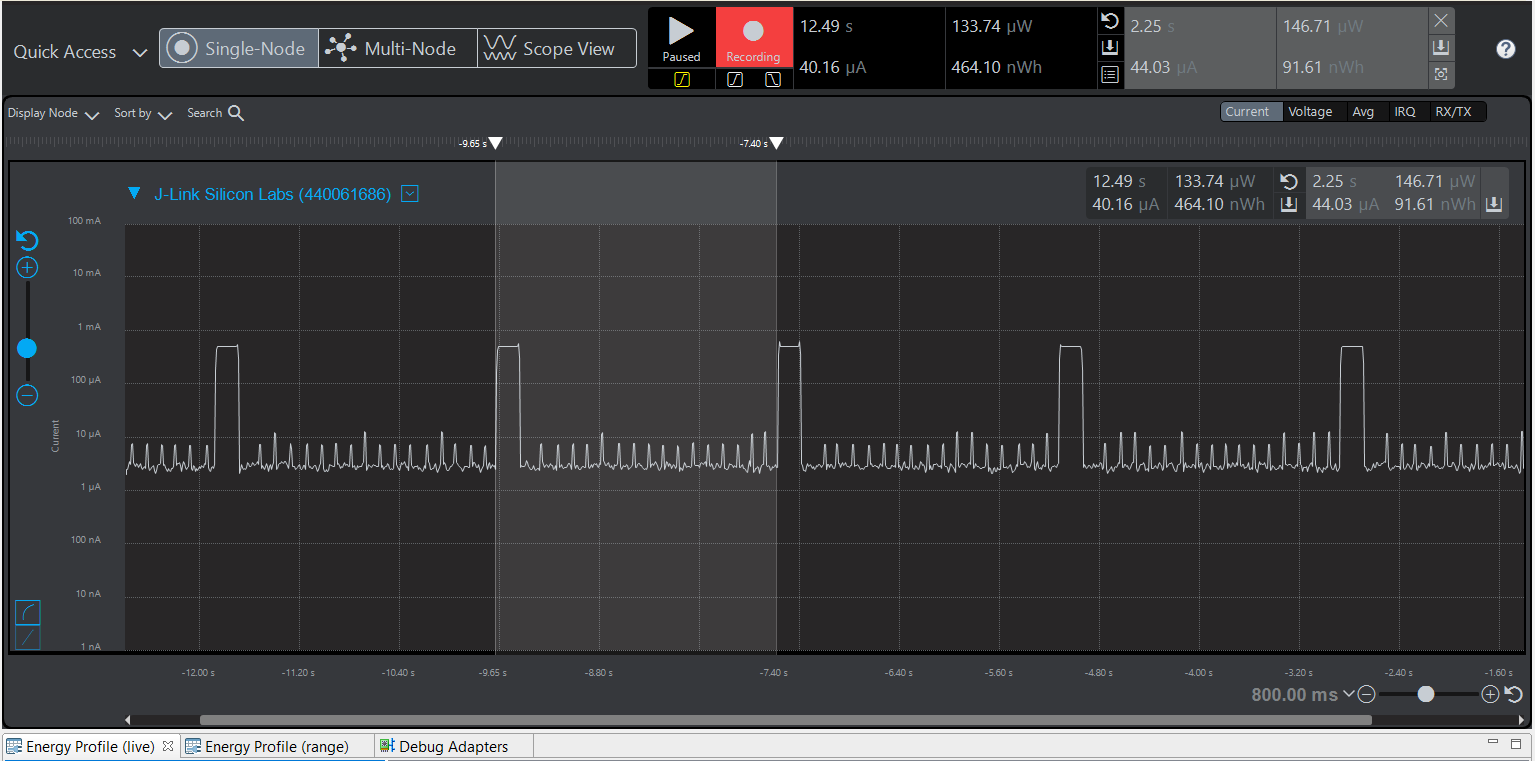 Quick Access Single-Node Multi-Node Scope View
Paused Recording
12.49 s 133.74 µW
40.16 µA 464.10 nWh
2.25 s 146.71 µW
44.03 µA 91.61 nWh
?
Display Node Sort by Search
Current Voltage Avg IRQ RX/TX
-9.65 s -7.40 s
J-Link Silicon Labs (440061686)
12.49 s 133.74 µW 2.25 s 146.71 µW
40.16 µA 464.10 nWh 44.03 µA 91.61 nWh
100 mA
10 mA
1 mA
100 µA
10 µA
1 µA
100 nA
10 nA
1 nA
Current
-12.00 s -11.20 s -10.40 s -9.65 s -8.80 s -7.40 s -6.40 s -5.60 s -4.80 s -4.00 s -3.20 s -2.40 s -1.60 s
800.00 ms
Energy Profile (live) Energy Profile (range) Debug Adapters